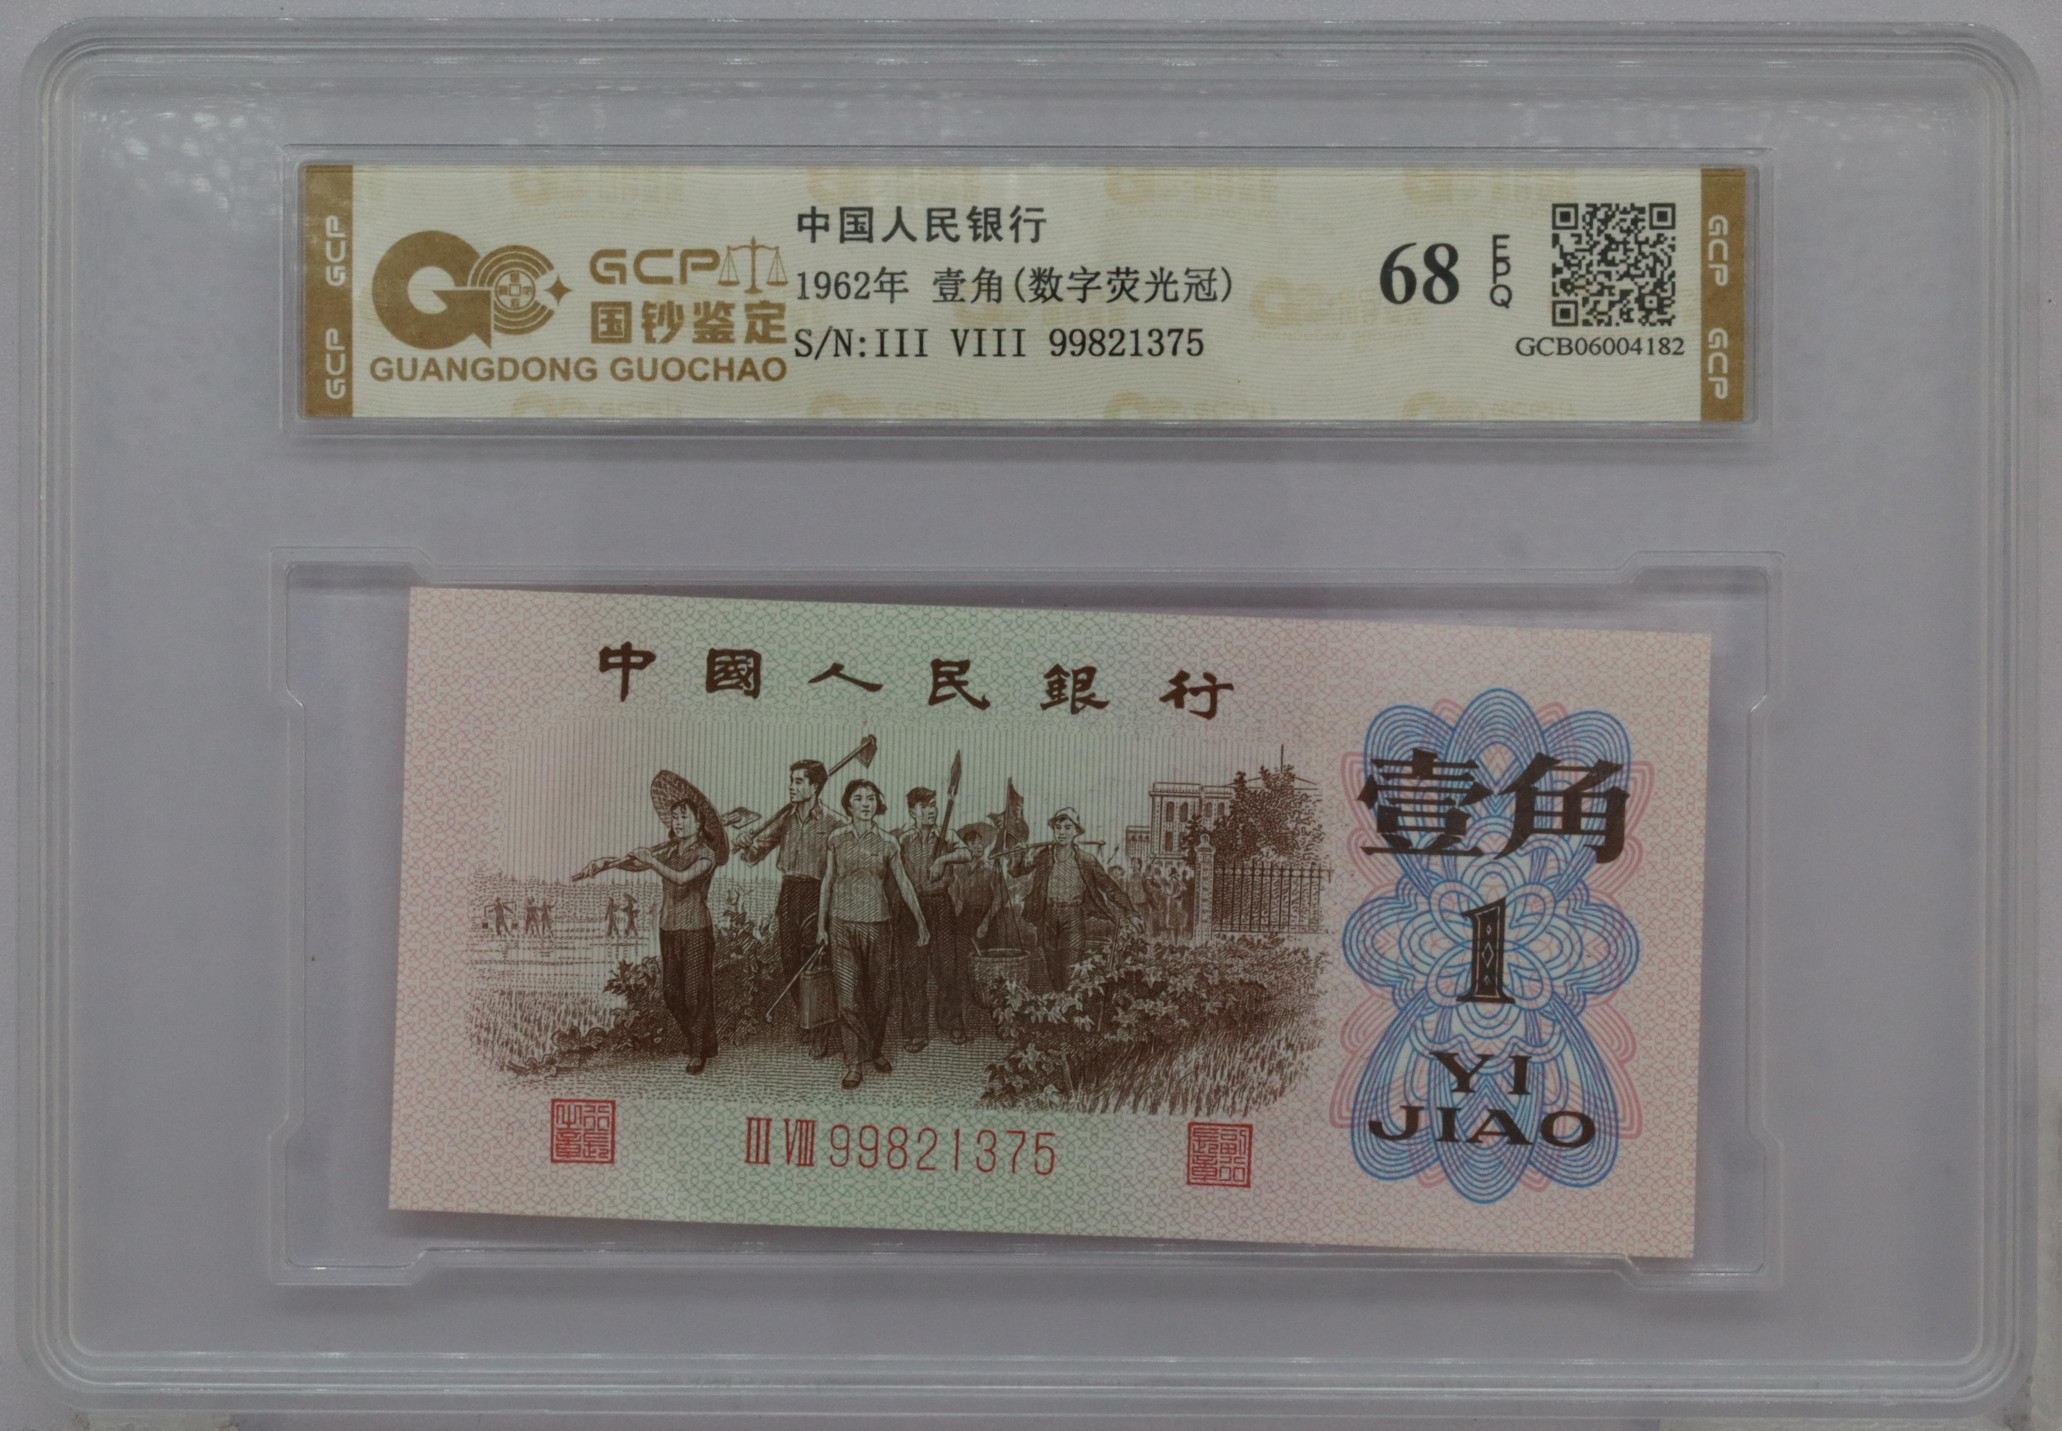 GCP
GCP
GCP
国钞鉴定
GUANGDONG GUOCHAO
中国人民银行
1962年 壹角(数字荧光冠)
S/N:III VIII 99821375
68
EPQ
GCB06004182
GCP
GCP
中國人民銀行
壹角
1
YI
JIAO
III VIII 99821375